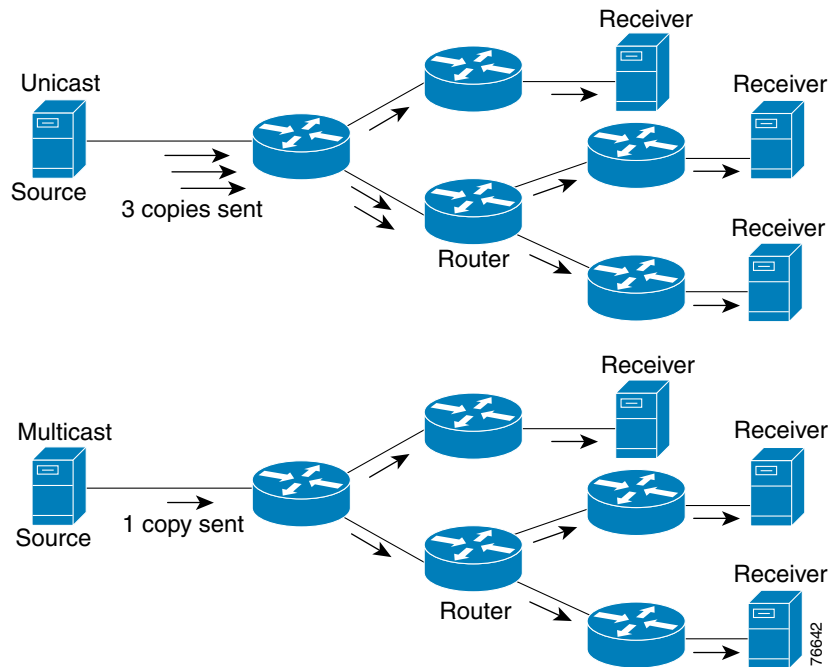 Receiver
Unicast
Receiver
Source
3 copies sent
Receiver
Router
Receiver
Multicast
Receiver
1 copy sent
Source
Receiver
Router
76642